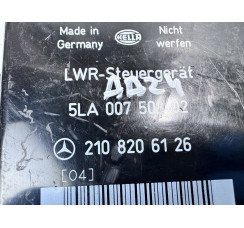 Made in
Germany
HELLA
Nicht
werfen
LWR-Steuergerät
5LA 007 50
210 820 61 26
[04]